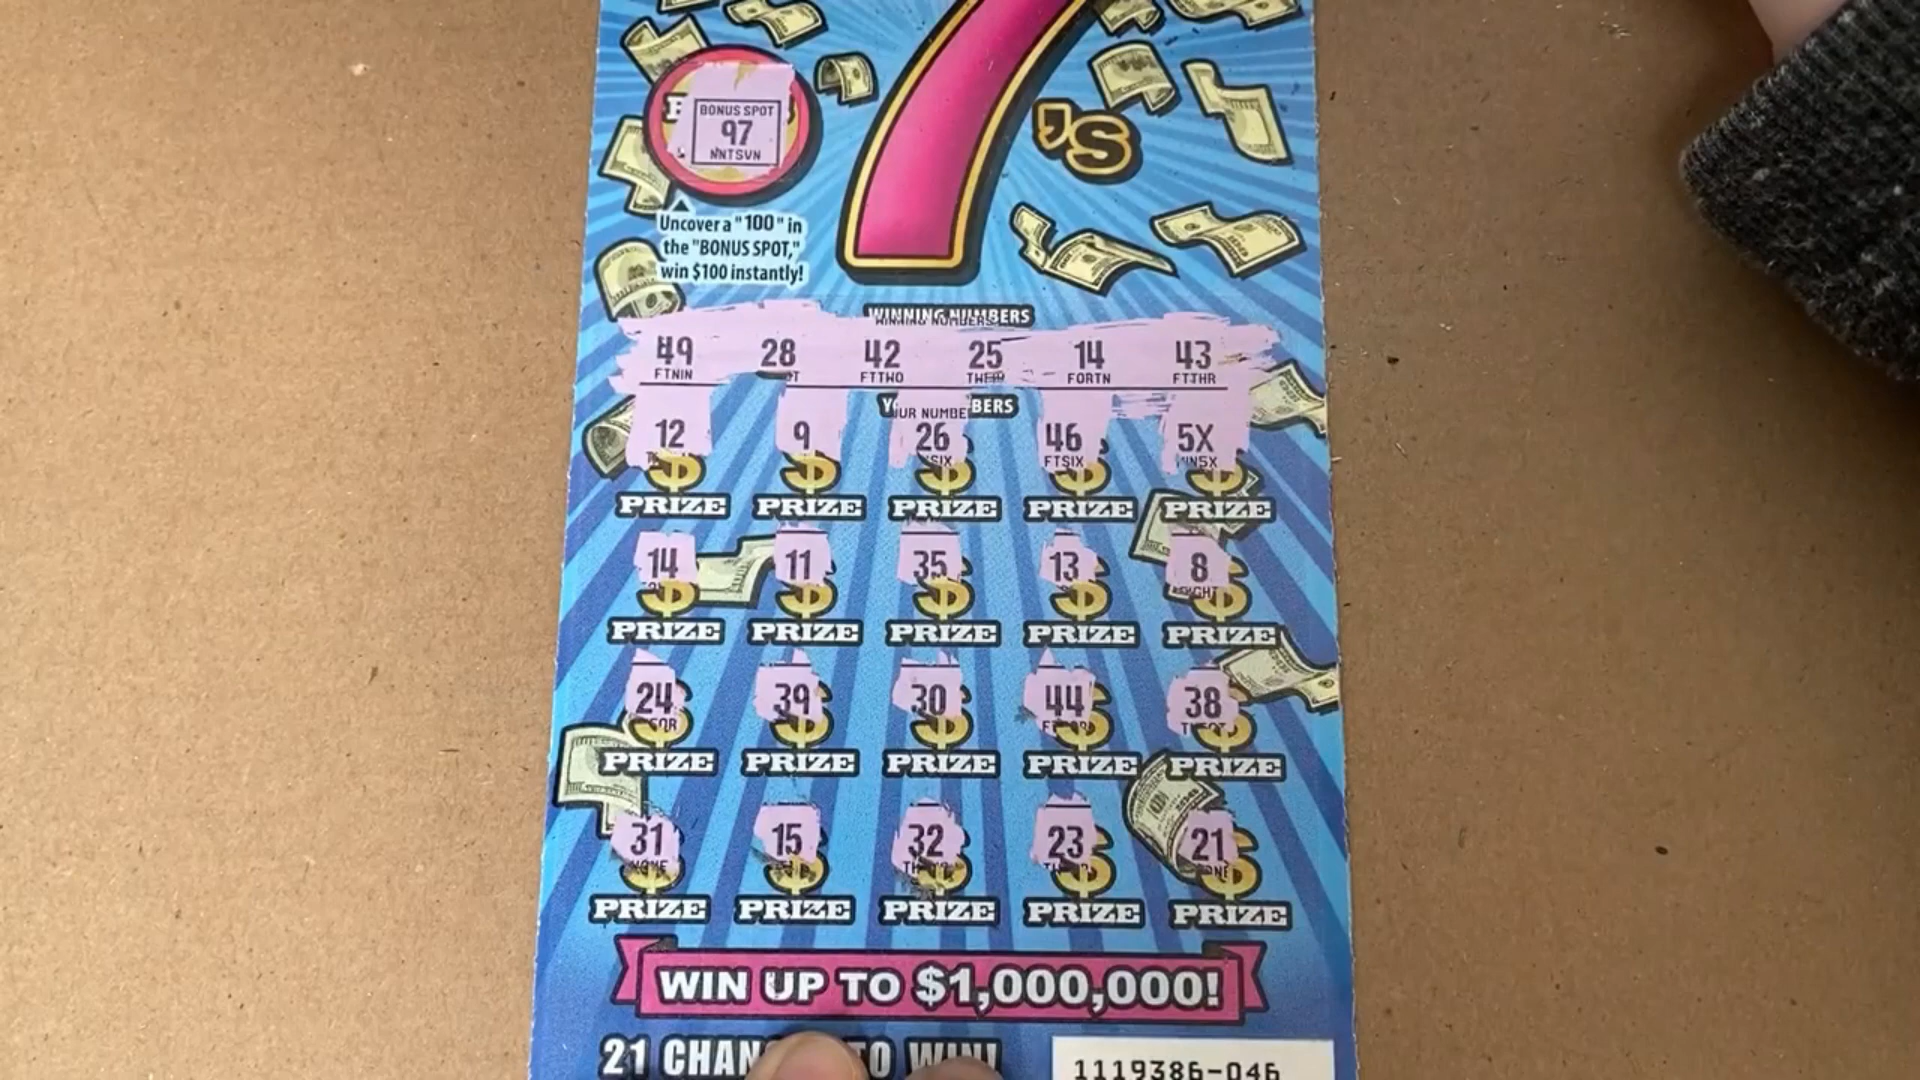 7's
BONUS SPOT
97
NNTSVN
Uncover a "100" in
the "BONUS SPOT,"
win $100 instantly!
WINNING NUMBERS
49 28 42 25 14 43
FTNIN FTTWO FORTN FTTHR
12 9 26 46 5X
FTSIX WIN5X
PRIZE PRIZE PRIZE PRIZE PRIZE
14 11 35 13 8
PRIZE PRIZE PRIZE PRIZE PRIZE
24 39 30 44 38
PRIZE PRIZE PRIZE PRIZE PRIZE
31 15 32 23 21
PRIZE PRIZE PRIZE PRIZE PRIZE
WIN UP TO $1,000,000!
21 WIN!
1119386-046